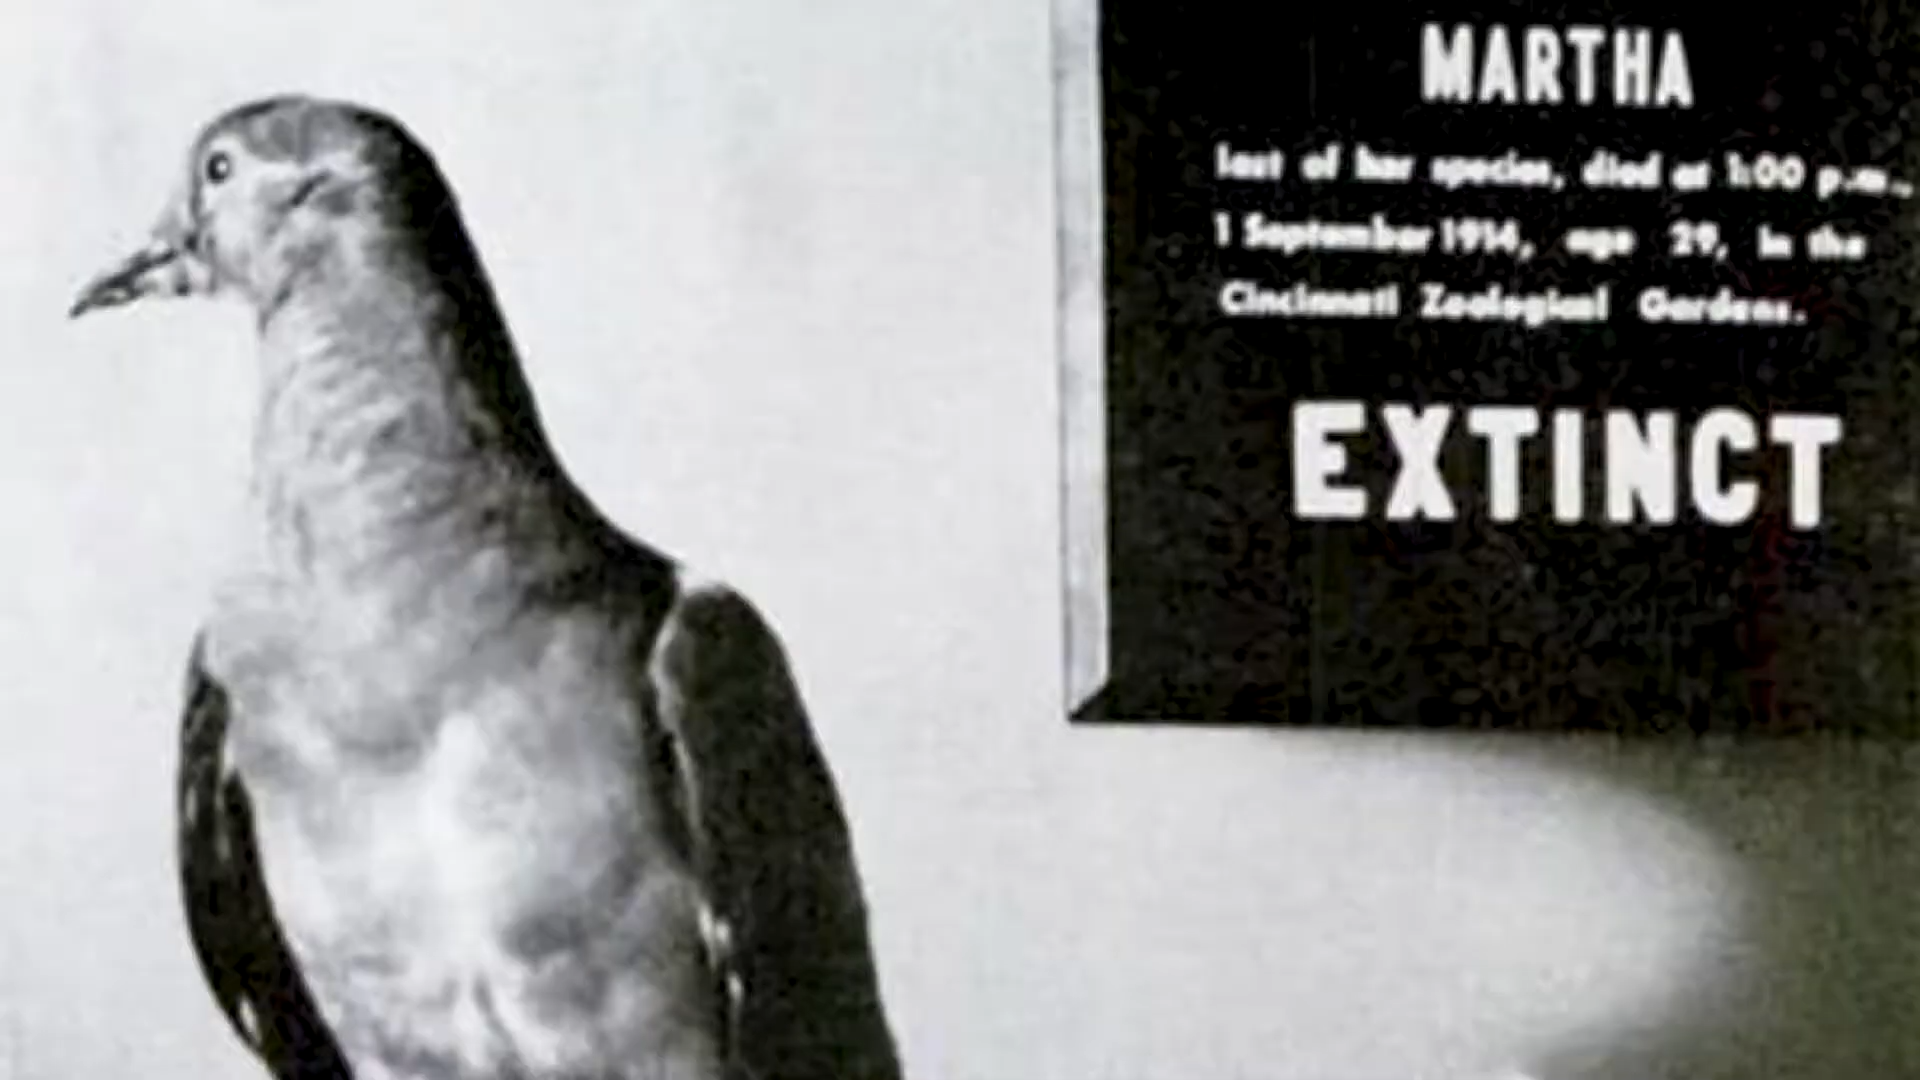 MARTHA
last of her species, died at 1:00 p.m.,
1 September 1914, age 29, in the
Cincinnati Zoological Gardens.
EXTINCT